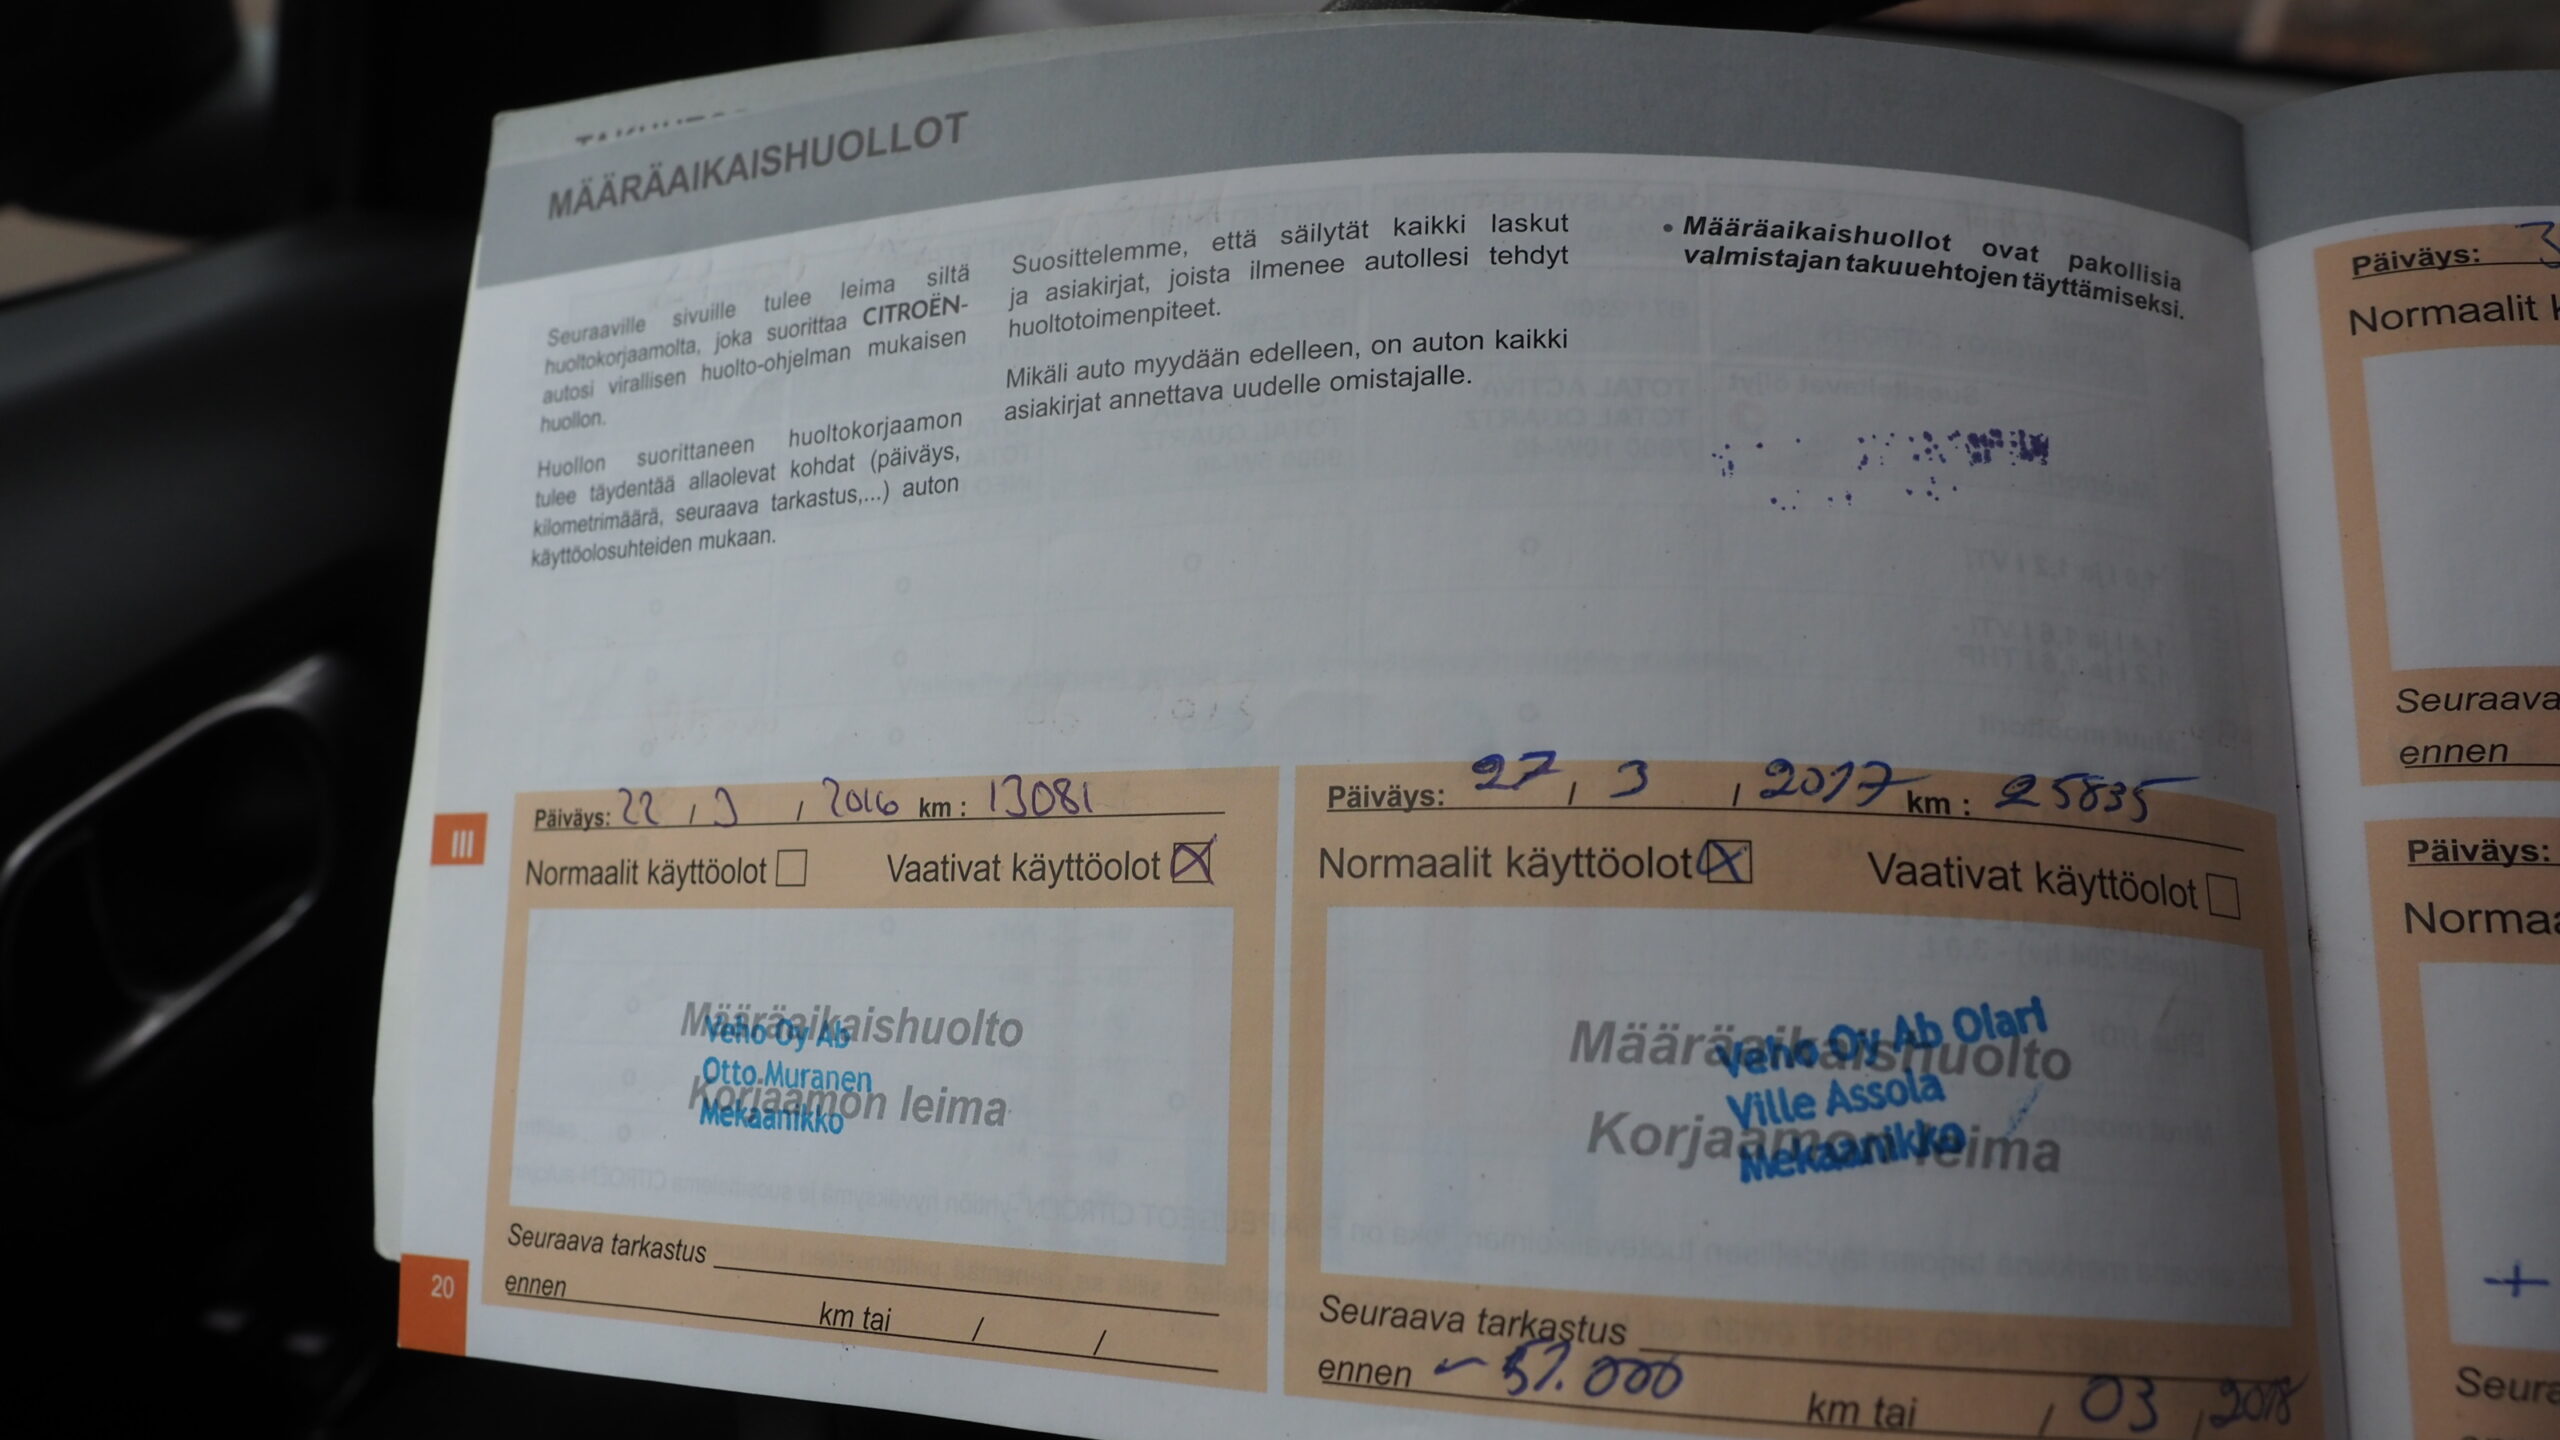 MÄÄRÄAIKAISHUOLLOT
Seuraaville sivuille tulee leima siltä
huoltokorjaamolta, joka suorittaa CITROËN-
autosi virallisen huolto-ohjelman mukaisen
huollon.
Huollon suorittaneen huoltokorjaamon
tulee täydentää allaolevat kohdat (päiväys,
kilometrimäärä, seuraava tarkastus,...) auton
käyttöolosuhteiden mukaan.
Suosittelemme, että säilytät kaikki laskut
ja asiakirjat, joista ilmenee autollesi tehdyt
huoltotoimenpiteet.
Mikäli auto myydään edelleen, on auton kaikki
asiakirjat annettava uudelle omistajalle.
• Määräaikaishuollot ovat pakollisia
valmistajan takuuehtojen täyttämiseksi.
III
Päiväys: 22 / 3 / 2016 km : 13081
Normaalit käyttöolot Vaativat käyttöolot
Määräaikaishuolto
Korjaamon leima
Veho Oy Ab
Otto Muranen
Mekaanikko
Seuraava tarkastus
ennen km tai / /
20
Päiväys: 27 / 3 / 2017 km : 25835
Normaalit käyttöolot Vaativat käyttöolot
Määräaikaishuolto
Korjaamon leima
Veho Oy Ab Olari
Ville Assola
Mekaanikko
Seuraava tarkastus
ennen km tai / 03 / 2018
Päiväys: 3
Normaalit
Seuraava
ennen
Päiväys: